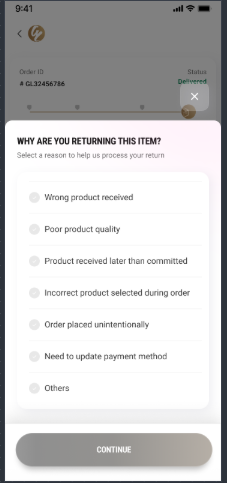 9:41
Order ID
Status
# GL32456786
Delivered
WHY ARE YOU RETURNING THIS ITEM?
Select a reason to help us process your return
Wrong product received
Poor product quality
Product received later than committed
Incorrect product selected during order
Order placed unintentionally
Need to update payment method
Others
CONTINUE